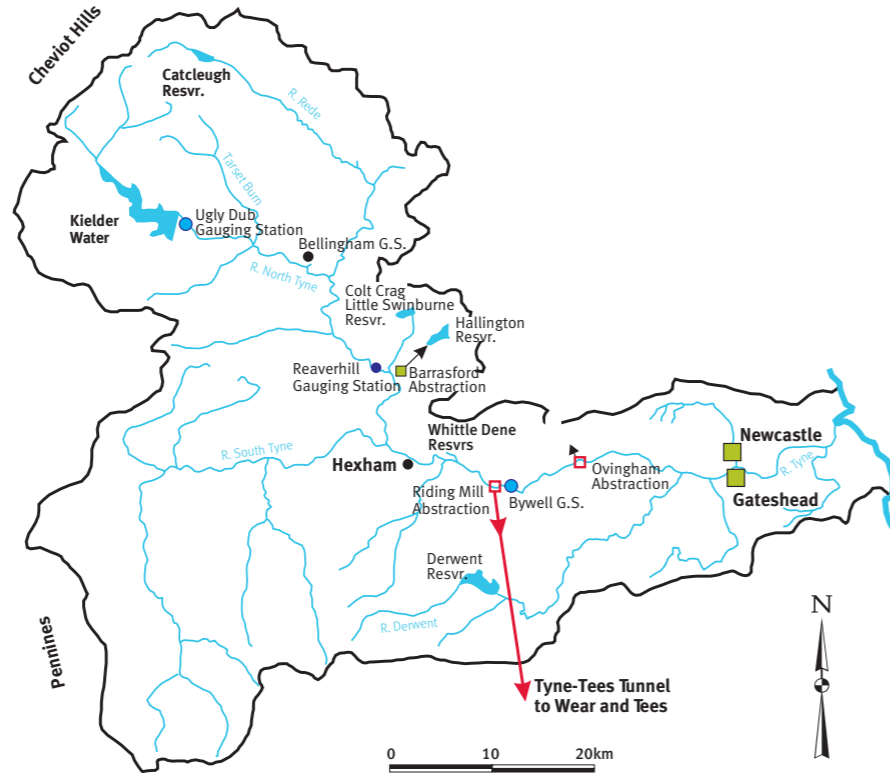 Cheviot Hills
Catcleugh
Resvr.
R. Rede
Tarset Burn
Kielder
Water
Ugly Dub
Gauging Station
Bellingham G.S.
R. North Tyne
Colt Crag
Little Swinburne
Resvr.
Hallington
Resvr.
Reaverhill
Gauging Station
Barrasford
Abstraction
Whittle Dene
Resvrs
R. South Tyne
Hexham
Newcastle
R. Tyne
Gateshead
Ovingham
Abstraction
Riding Mill
Abstraction
Bywell G.S.
Derwent
Resvr.
R. Derwent
Pennines
N
Tyne-Tees Tunnel
to Wear and Tees
0 10 20km